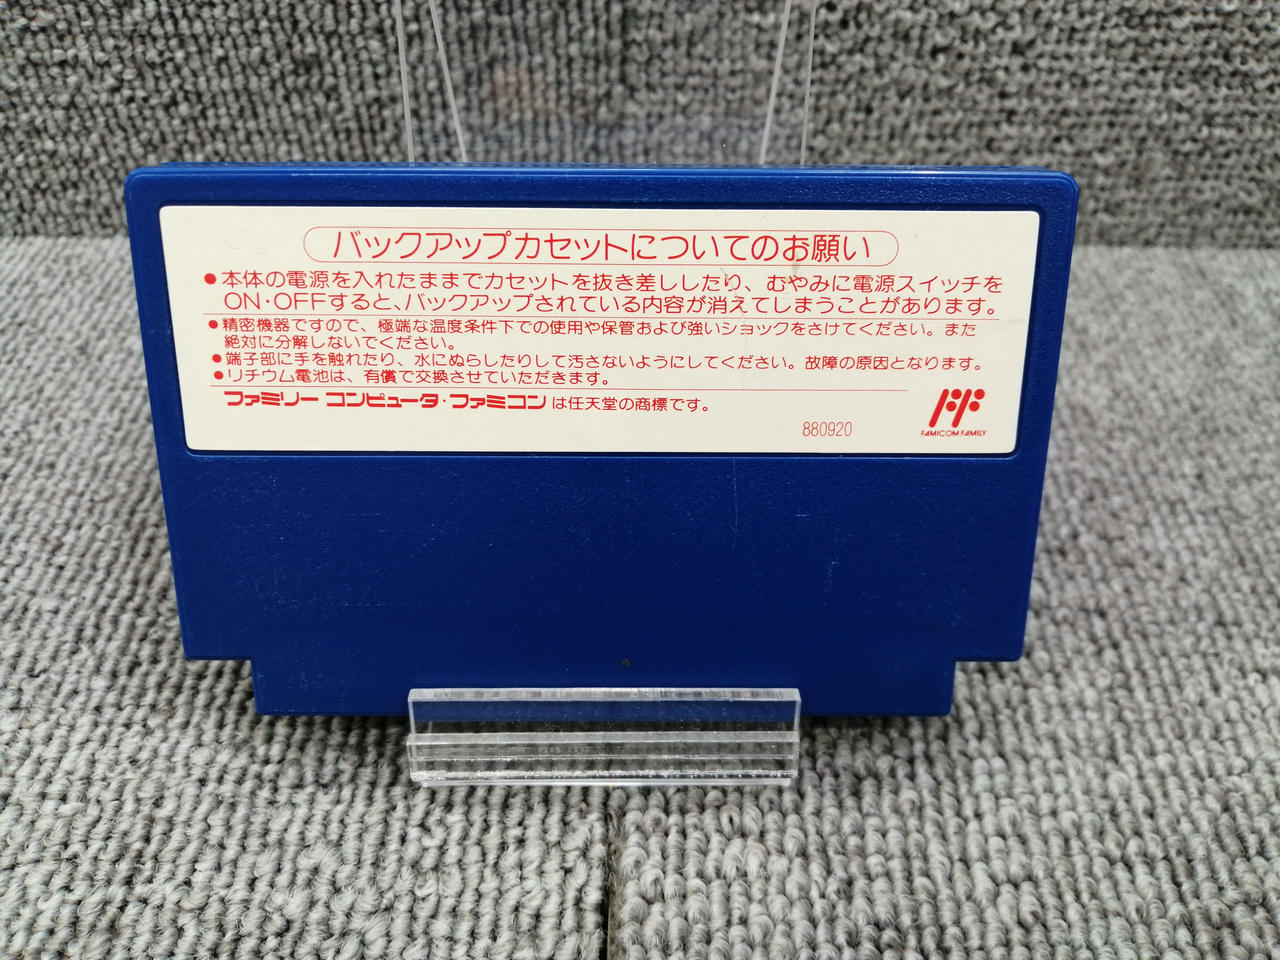 バックアップカセットについてのお願い
●本体の電源を入れたままでカセットを抜き差ししたり、むやみに電源スイッチを
ON·OFFすると、バックアップされている内容が消えてしまうことがあります。
●精密機器ですので、極端な温度条件下での使用や保管および強いショックをさけてください。また
絶対に分解しないでください。
●端子部に手を触れたり、水にぬらしたりして汚さないようにしてください。故障の原因となります。
●リチウム電池は、有償で交換させていただきます。
ファミリー コンピュータ·ファミコン は任天堂の商標です。
880920
FAMICOM FAMILY